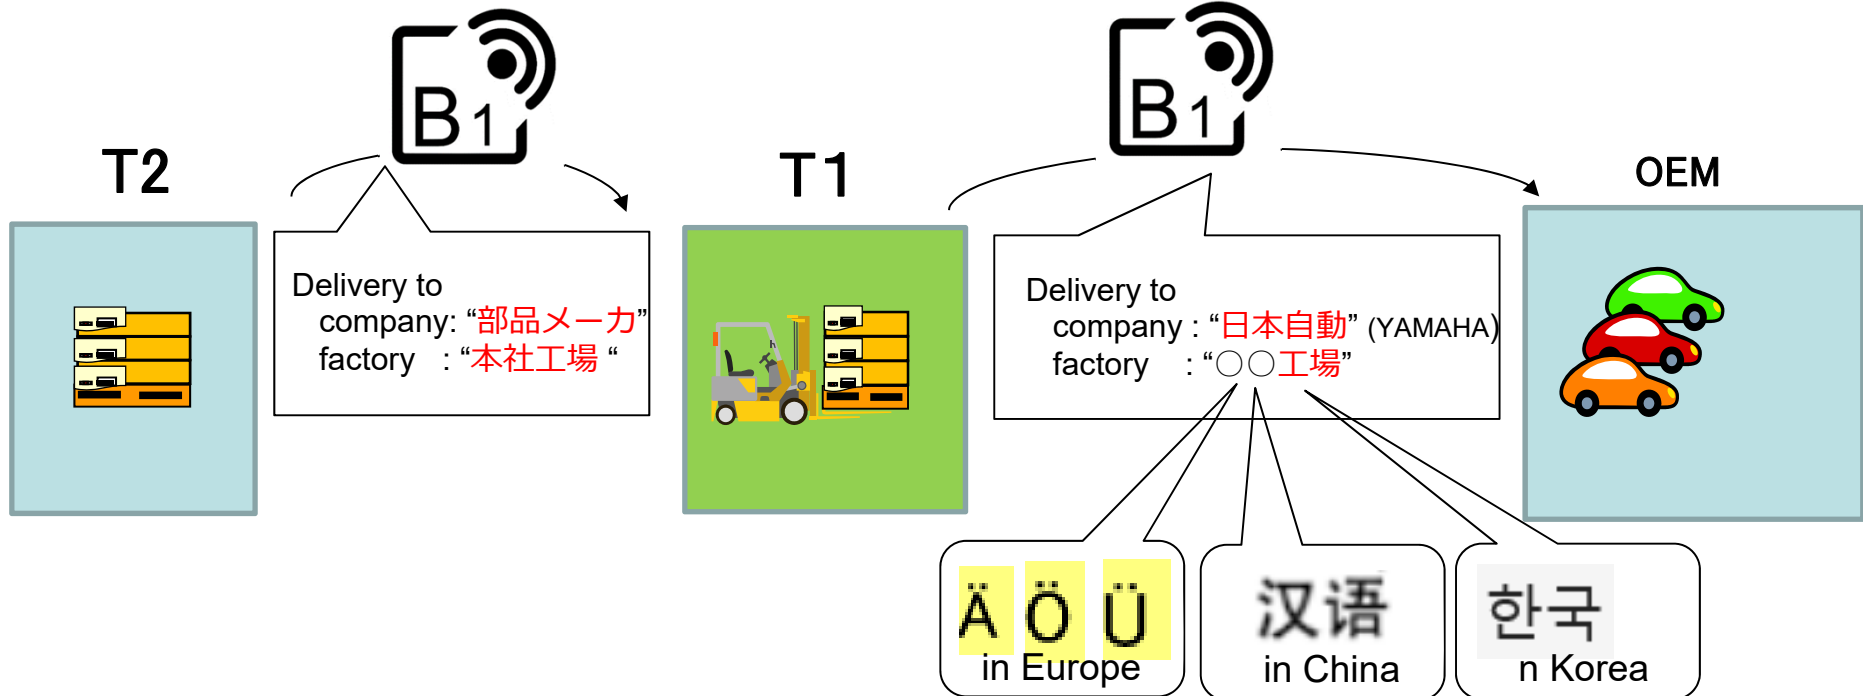 B1
B1
T2
T1
OEM
Delivery to
company: “部品メーカ”
factory : “本社工場 “
Delivery to
company : “日本自動” (YAMAHA)
factory : “○○工場”
Ä Ö Ü
in Europe
汉语
in China
한국
n Korea